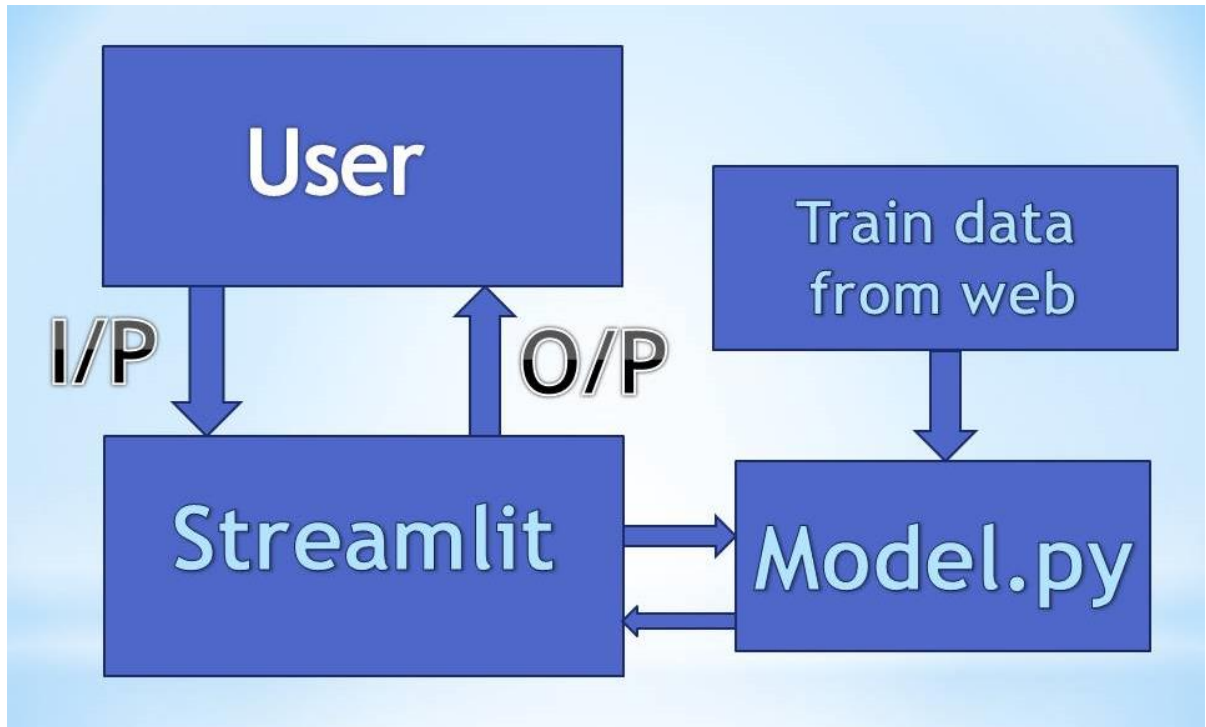 User
Train data
from web
I/P
O/P
Streamlit
Model.py